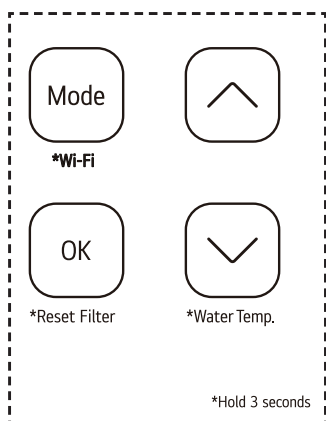 Mode
*Wi-Fi
OK
*Reset Filter
*Water Temp.
*Hold 3 seconds